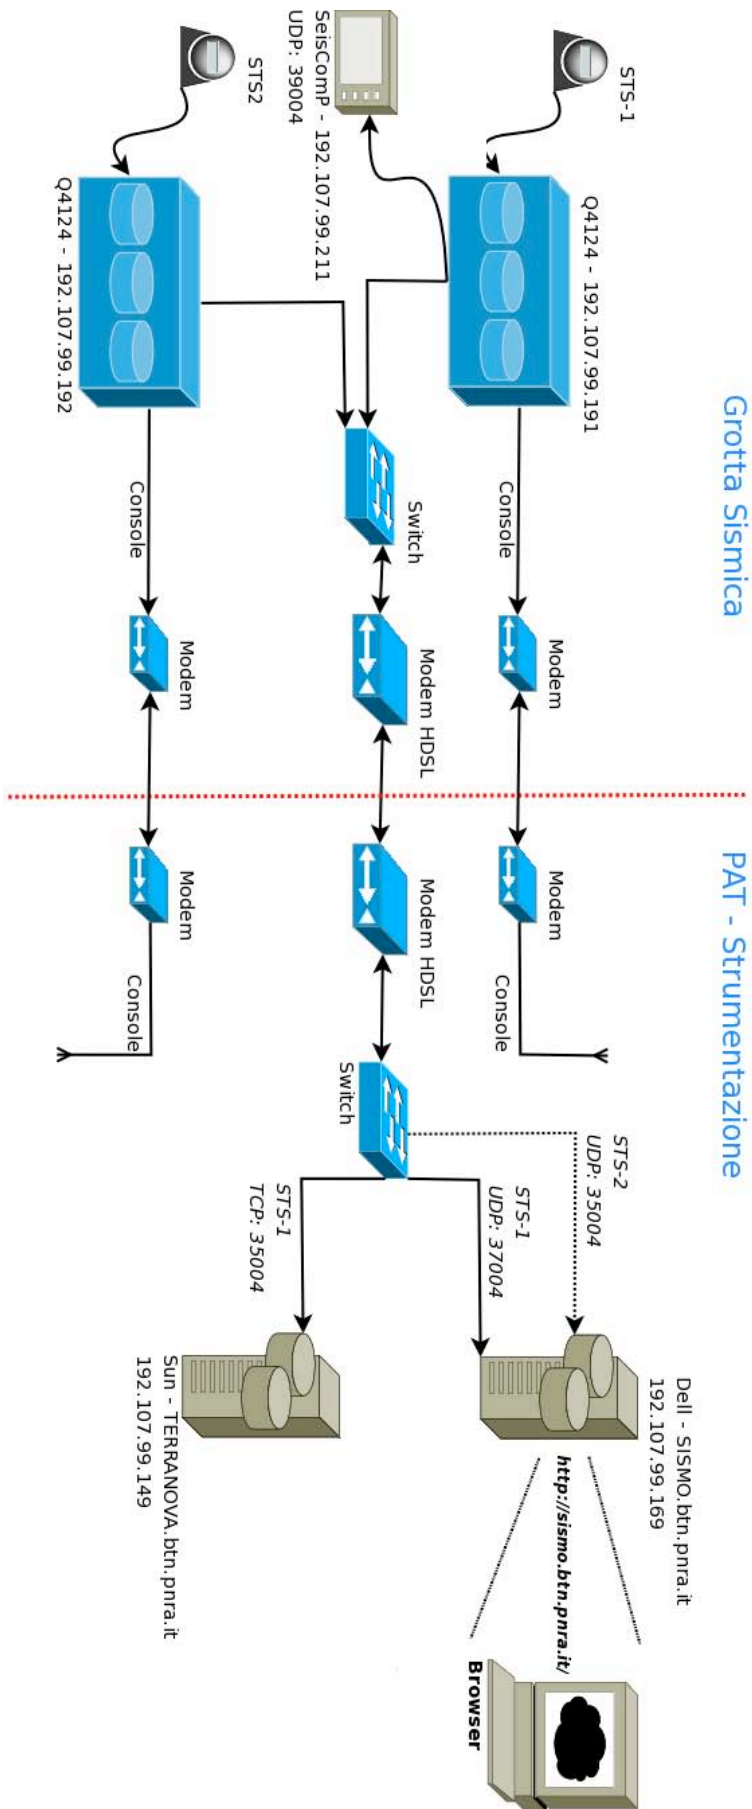 Grotta Sismica
PAT - Strumentazione
STS-1
Q4124 - 192.107.99.191
Console
Modem
Modem
Console
STS-2
UDP: 35004
Dell - SISMO.btn.pnra.it
192.107.99.169
http://sismo.btn.pnra.it/
Browser
SeisComP - 192.107.99.211
UDP: 39004
Switch
Modem HDSL
Modem HDSL
Switch
STS-1
UDP: 37004
STS-1
TCP: 35004
Sun - TERRANOVA.btn.pnra.it
192.107.99.149
STS2
Q4124 - 192.107.99.192
Console
Modem
Modem
Console